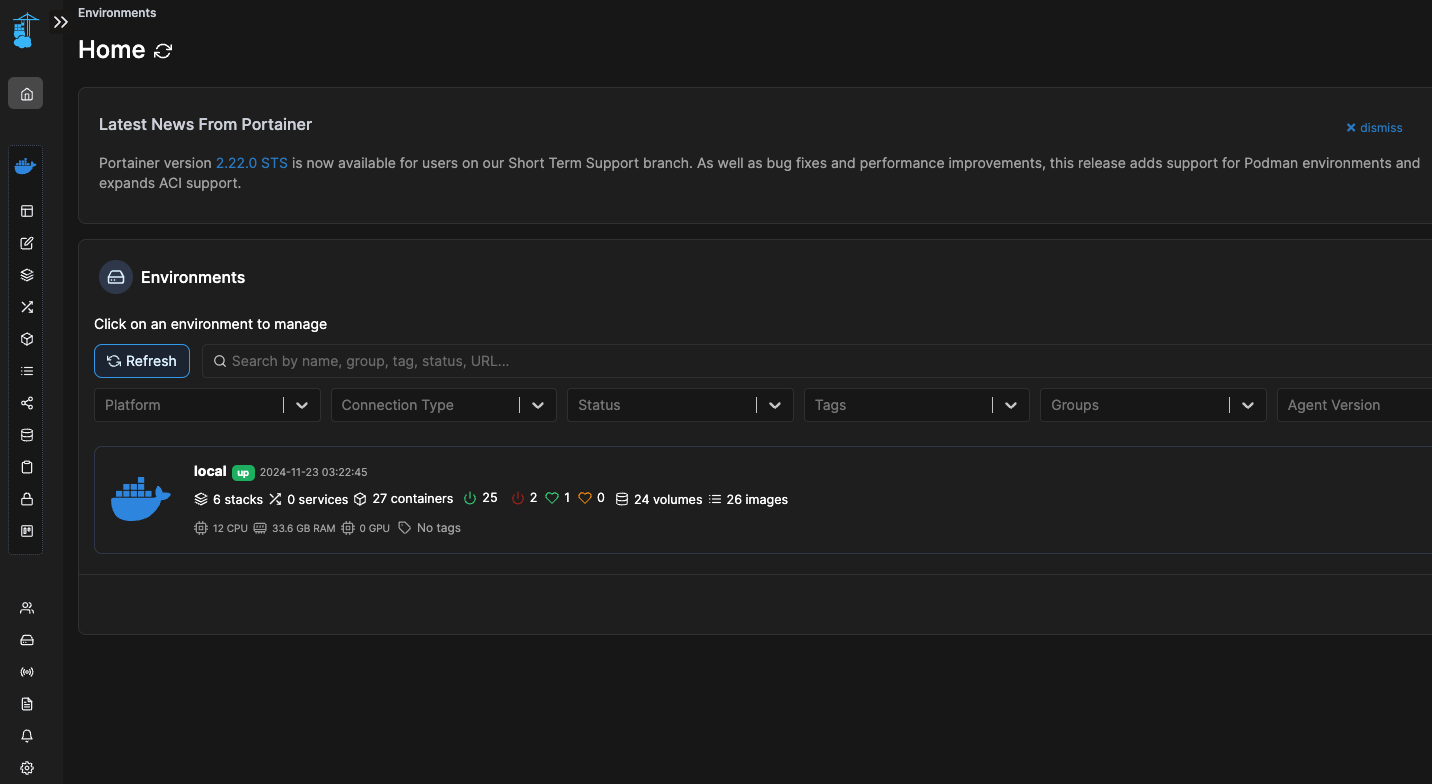 Environments
Home
Latest News From Portainer
dismiss
Portainer version 2.22.0 STS is now available for users on our Short Term Support branch. As well as bug fixes and performance improvements, this release adds support for Podman environments and
expands ACI support.
Environments
Click on an environment to manage
Refresh Search by name, group, tag, status, URL...
Platform Connection Type Status Tags Groups Agent Version
local up 2024-11-23 03:22:45
6 stacks 0 services 27 containers 25 2 1 0 24 volumes 26 images
12 CPU 33.6 GB RAM 0 GPU No tags